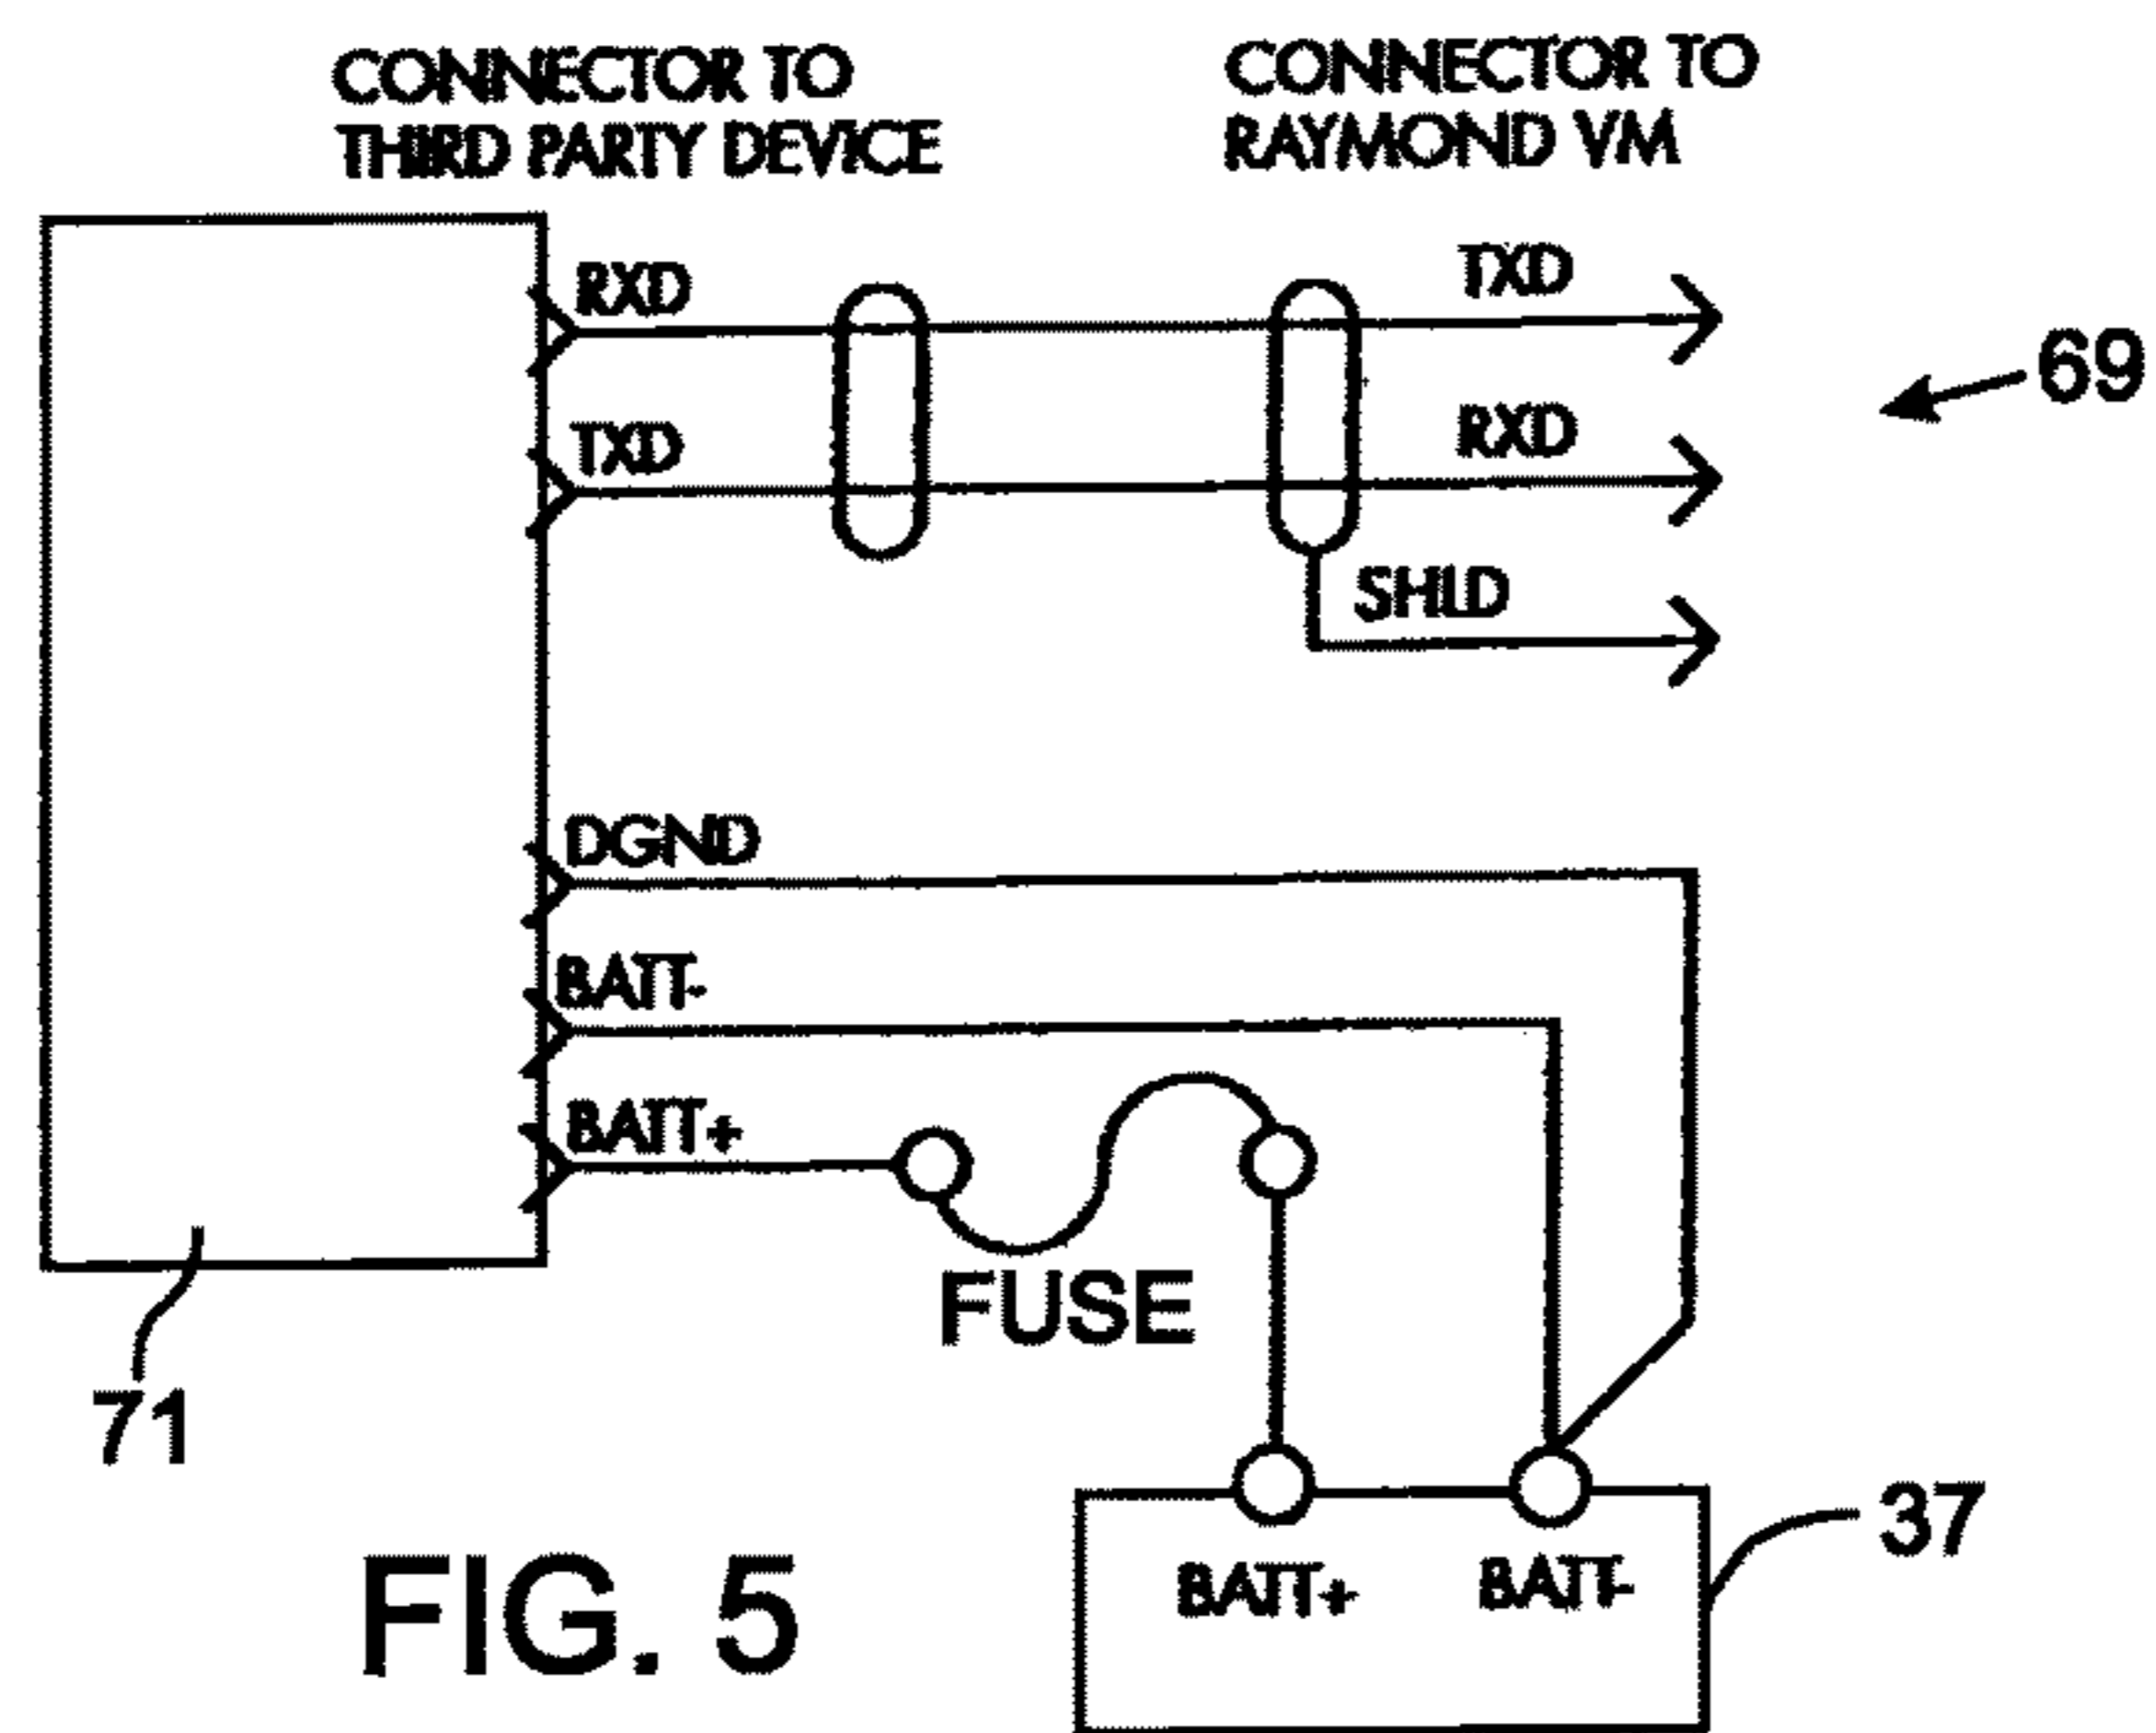 CONNECTOR TO
THIRD PARTY DEVICE
CONNECTOR TO
RAYMOND VM
RXD
TXD
69
TXD
RXD
SHLD
DGND
BATT-
BATT+
FUSE
71
37
BATT+
BATT-
FIG. 5